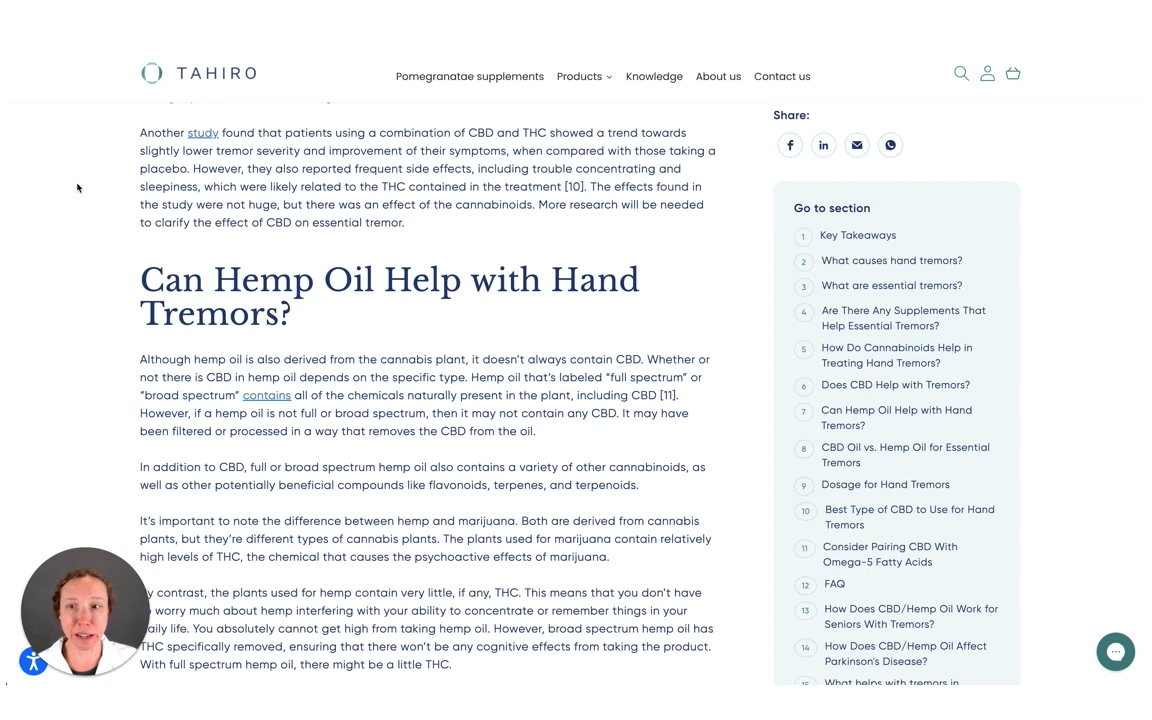 TAHIRO
Pomegranatae supplements Products Knowledge About us Contact us
Another study found that patients using a combination of CBD and THC showed a trend towards
slightly lower tremor severity and improvement of their symptoms, when compared with those taking a
placebo. However, they also reported frequent side effects, including trouble concentrating and
sleepiness, which were likely related to the THC contained in the treatment [10]. The effects found in
the study were not huge, but there was an effect of the cannabinoids. More research will be needed
to clarify the effect of CBD on essential tremor.
Can Hemp Oil Help with Hand
Tremors?
Although hemp oil is also derived from the cannabis plant, it doesn't always contain CBD. Whether or
not there is CBD in hemp oil depends on the specific type. Hemp oil that's labeled "full spectrum" or
"broad spectrum" contains all of the chemicals naturally present in the plant, including CBD [11].
However, if a hemp oil is not full or broad spectrum, then it may not contain any CBD. It may have
been filtered or processed in a way that removes the CBD from the oil.
In addition to CBD, full or broad spectrum hemp oil also contains a variety of other cannabinoids, as
well as other potentially beneficial compounds like flavonoids, terpenes, and terpenoids.
It's important to note the difference between hemp and marijuana. Both are derived from cannabis
plants, but they're different types of cannabis plants. The plants used for marijuana contain relatively
high levels of THC, the chemical that causes the psychoactive effects of marijuana.
contrast, the plants used for hemp contain very little, if any, THC. This means that you don't have
worry much about hemp interfering with your ability to concentrate or remember things in your
life. You absolutely cannot get high from taking hemp oil. However, broad spectrum hemp oil has
THC specifically removed, ensuring that there won't be any cognitive effects from taking the product.
With full spectrum hemp oil, there might be a little THC.
Share:
Go to section
1 Key Takeaways
2 What causes hand tremors?
3 What are essential tremors?
4 Are There Any Supplements That
Help Essential Tremors?
5 How Do Cannabinoids Help in
Treating Hand Tremors?
6 Does CBD Help with Tremors?
7 Can Hemp Oil Help with Hand
Tremors?
8 CBD Oil vs. Hemp Oil for Essential
Tremors
9 Dosage for Hand Tremors
10 Best Type of CBD to Use for Hand
Tremors
11 Consider Pairing CBD With
Omega-5 Fatty Acids
12 FAQ
13 How Does CBD/Hemp Oil Work for
Seniors With Tremors?
14 How Does CBD/Hemp Oil Affect
Parkinson's Disease?
15 What helps with tremors in